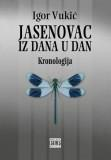 Igor Vukić
JASENOVAC
IZ DANA U DAN
Kronologija